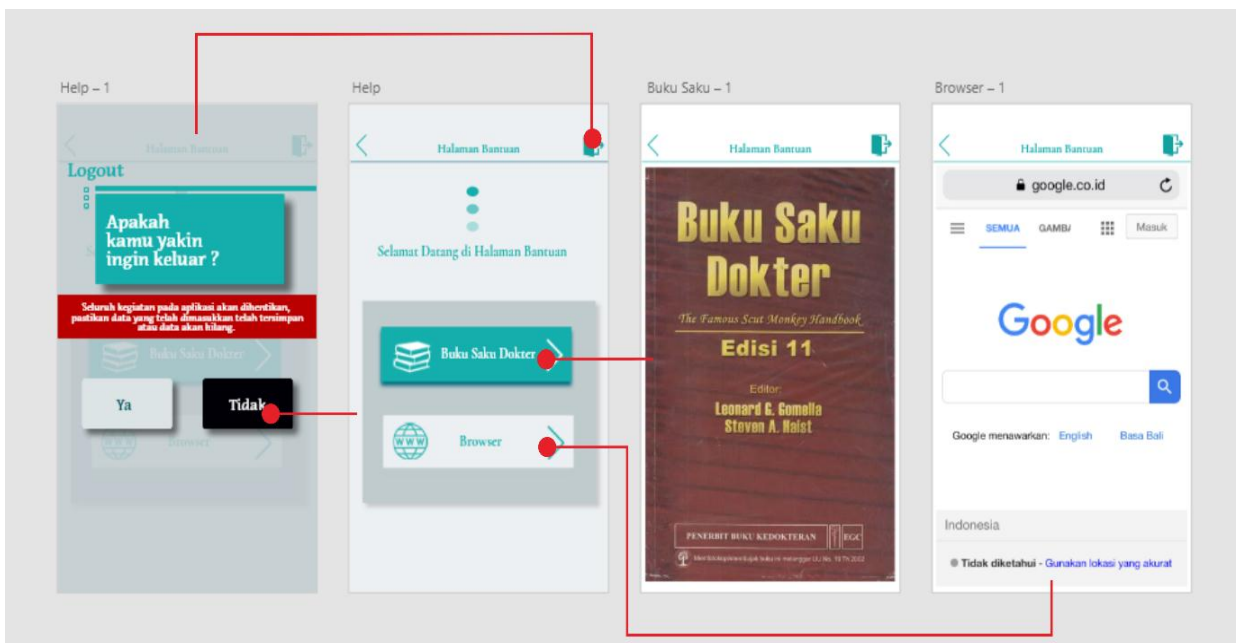 Help – 1
Halaman Bantuan
Logout
Apakah
kamu yakin
ingin keluar ?
Seluruh kegiatan pada aplikasi akan dihentikan,
pastikan data yang telah dimasukkan telah tersimpan
atau data akan hilang.
Buku Saku Dokter
Ya
Tidak
Browser
Help
Halaman Bantuan
Selamat Datang di Halaman Bantuan
Buku Saku Dokter
WWW
Browser
Buku Saku – 1
Halaman Bantuan
Buku Saku
Dokter
The Famous Scut Monkey Handbook
Edisi 11
Editor:
Leonard G. Gomella
Steven A. Haist
PENERBIT BUKU KEDOKTERAN EGC
Browser – 1
Halaman Bantuan
google.co.id
SEMUA GAMBA Masuk
Google
Google menawarkan: English Basa Bali
Indonesia
Tidak diketahui - Gunakan lokasi yang akurat